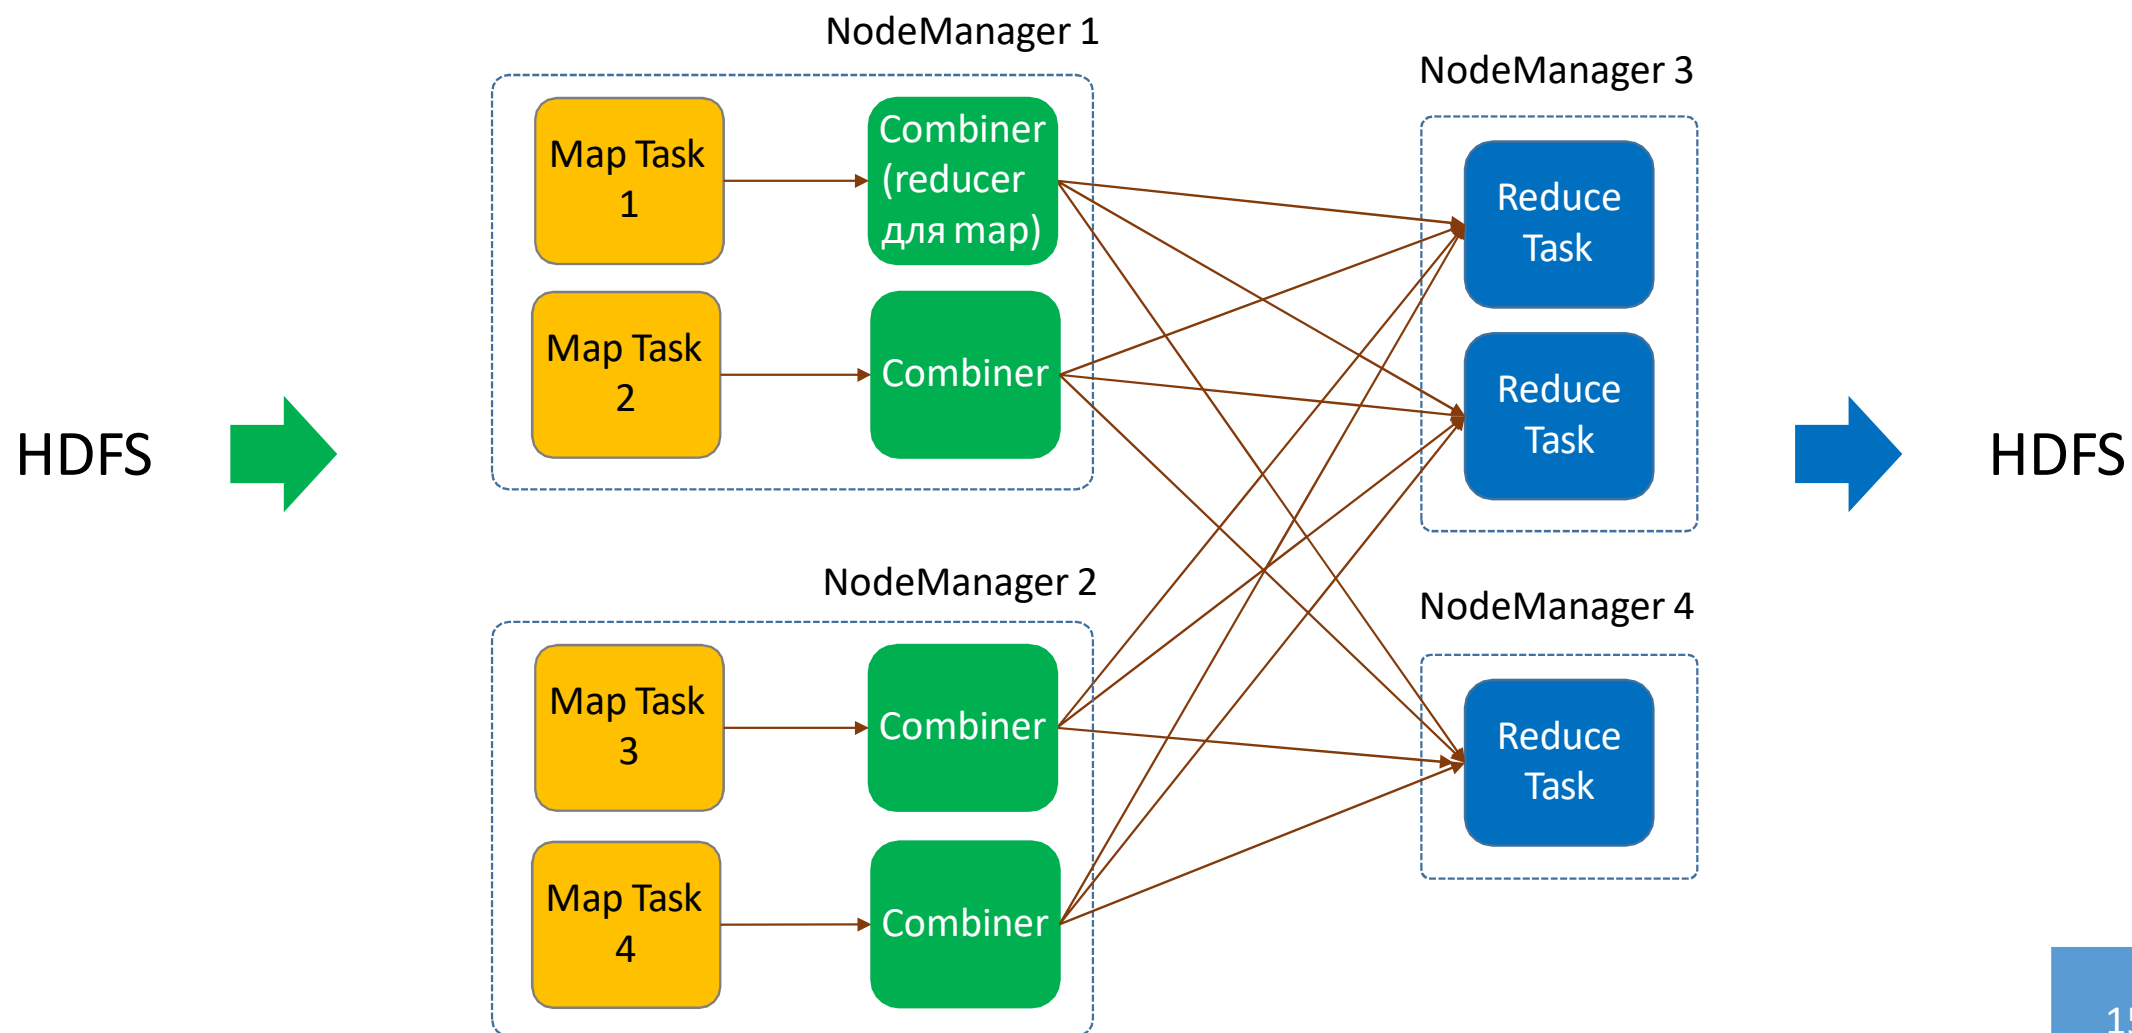 NodeManager 1
Map Task
1
Combiner
(reducer
для map)
Map Task
2
Combiner
NodeManager 2
Map Task
3
Combiner
Map Task
4
Combiner
NodeManager 3
Reduce
Task
Reduce
Task
NodeManager 4
Reduce
Task
HDFS
HDFS